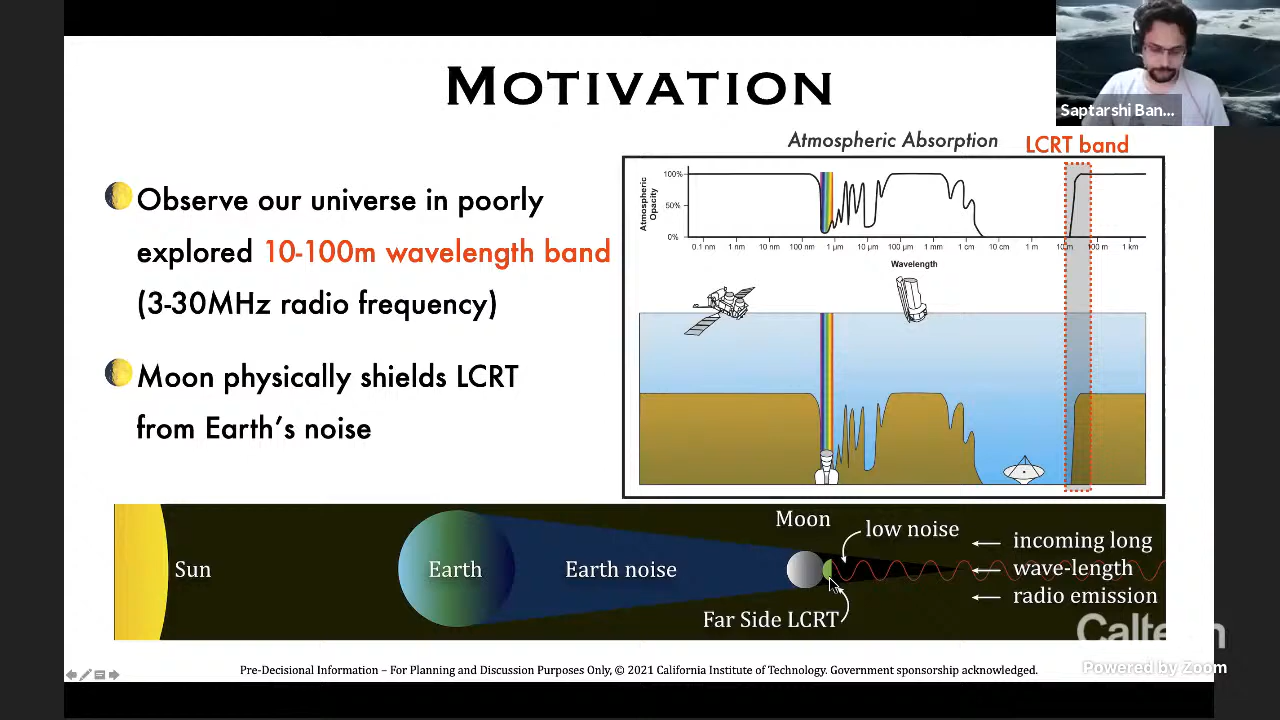 MOTIVATION
Saptarshi Ban...
Atmospheric Absorption
LCRT band
Observe our universe in poorly
explored 10-100m wavelength band
(3-30MHz radio frequency)
Moon physically shields LCRT
from Earth's noise
Atmospheric
Opacity
100%
50%
0%
0.1 nm 1 nm 10 nm 100 nm 1 µm 10 µm 100 µm 1 mm 1 cm 10 cm 1 m 10 m 100 m 1 km
Wavelength
Sun
Earth
Earth noise
Moon
low noise
Far Side LCRT
incoming long
wave-length
radio emission
Caltech
Powered by Zoom
Pre-Decisional Information – For Planning and Discussion Purposes Only, © 2021 California Institute of Technology. Government sponsorship acknowledged.